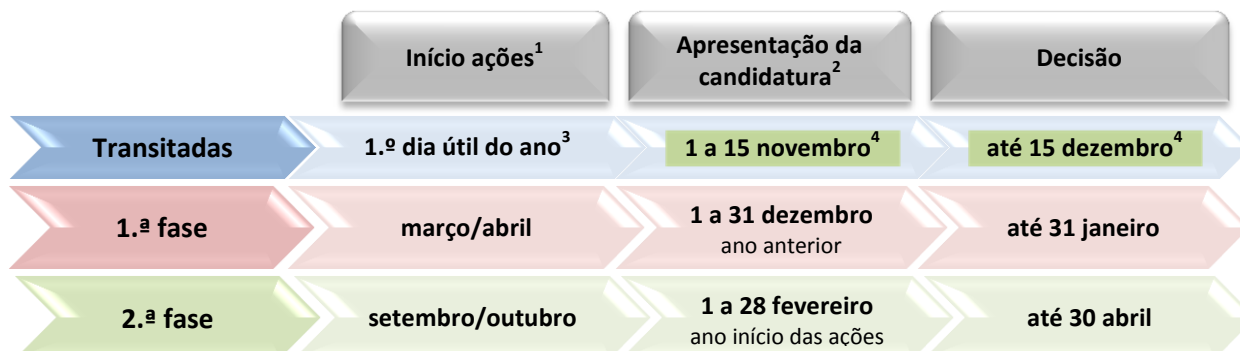 Início ações1
Apresentação da
candidatura2
Decisão
Transitadas
1.º dia útil do ano3
1 a 15 novembro4
até 15 dezembro4
1.ª fase
março/abril
1 a 31 dezembro
ano anterior
até 31 janeiro
2.ª fase
setembro/outubro
1 a 28 fevereiro
ano início das ações
até 30 abril